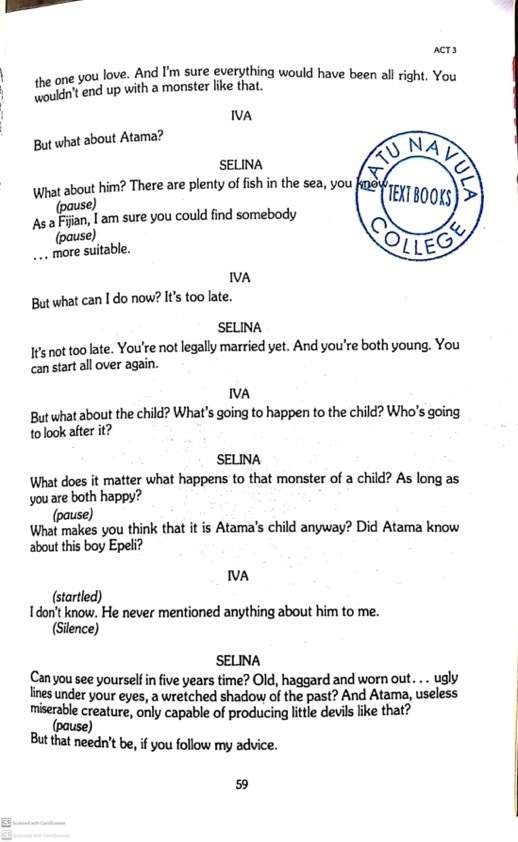 ACT 3
the one you love. And I'm sure everything would have been all right. You
wouldn't end up with a monster like that.
IVA
But what about Atama?
SELINA
What about him? There are plenty of fish in the sea, you know.
(pause)
As a Fijian, I am sure you could find somebody
(pause)
... more suitable.
RATU NAVULA
TEXT BOOKS
COLLEGE
IVA
But what can I do now? It's too late.
SELINA
It's not too late. You're not legally married yet. And you're both young. You
can start all over again.
IVA
But what about the child? What's going to happen to the child? Who's going
to look after it?
SELINA
What does it matter what happens to that monster of a child? As long as
you are both happy?
(pause)
What makes you think that it is Atama's child anyway? Did Atama know
about this boy Epeli?
IVA
(startled)
I don't know. He never mentioned anything about him to me.
(Silence)
SELINA
Can you see yourself in five years time? Old, haggard and worn out... ugly
lines under your eyes, a wretched shadow of the past? And Atama, useless
miserable creature, only capable of producing little devils like that?
(pause)
But that needn't be, if you follow my advice.
59
CS Scanned with CamScanner
CS Scanned with CamScanner